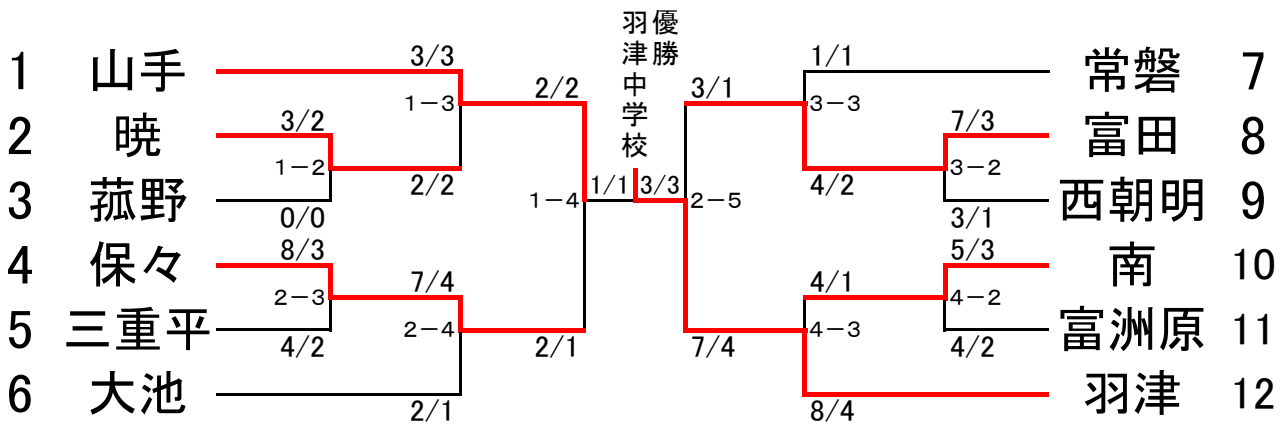 優勝
羽津中学校
1 山手
2 暁
3 菰野
4 保々
5 三重平
6 大池
3/3
1-3
3/2
1-2
2/2
0/0
8/3
2-3
4/2
7/4
2-4
2/1
2/2
1-4
2/1
1/1
3/3
2-5
3/1
7/4
1/1
3-3
4/2
7/3
3-2
3/1
5/3
4-2
4/2
4/1
4-3
8/4
常磐 7
富田 8
西朝明 9
南 10
富洲原 11
羽津 12